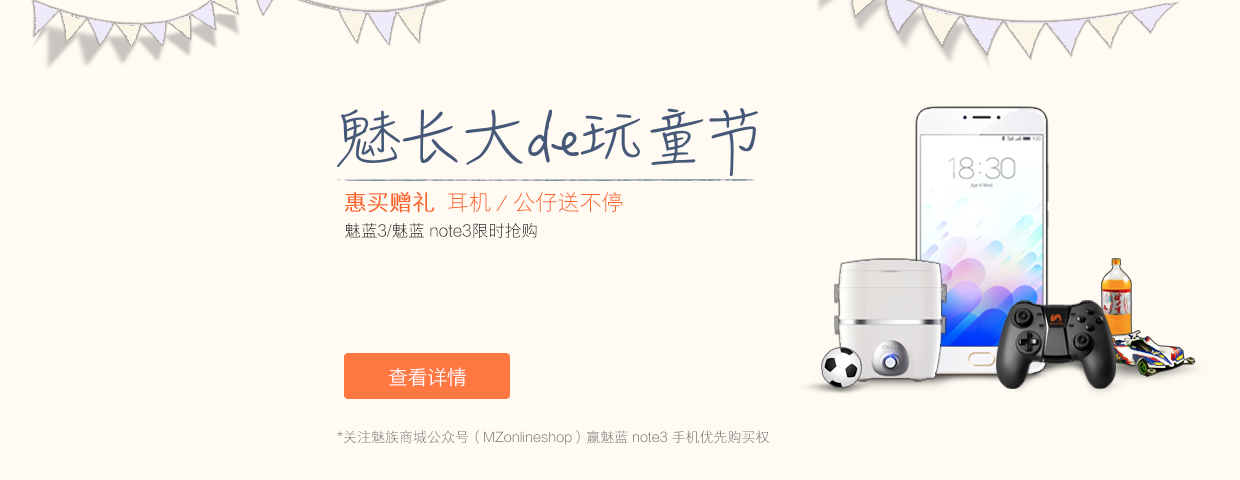 魅长大de玩童节
惠买赠礼 耳机 / 公仔送不停
魅蓝3/魅蓝 note3限时抢购
查看详情
*关注魅族商城公众号（MZonlineshop）赢魅蓝 note3 手机优先购买权
18:30